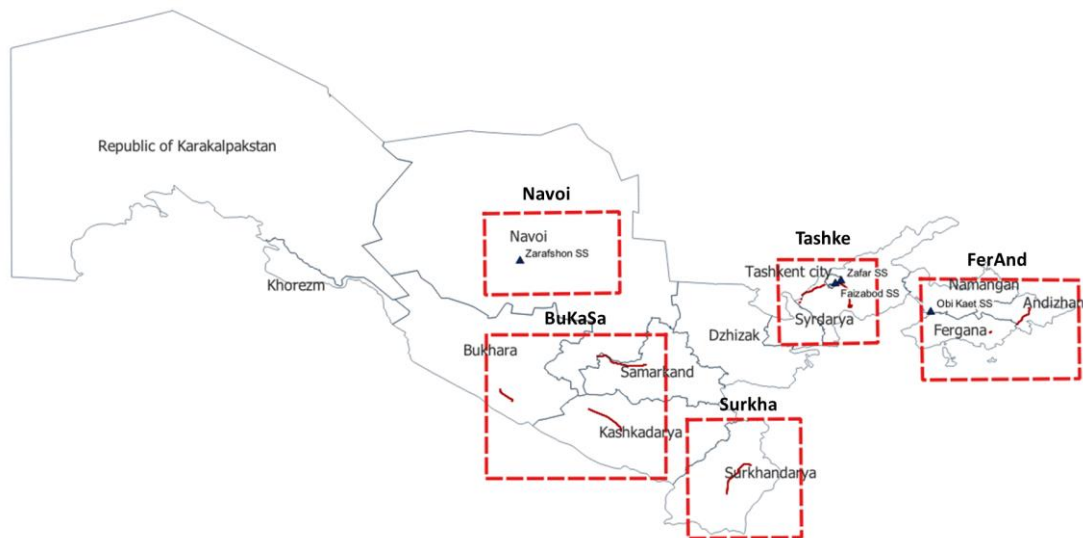 Republic of Karakalpakstan
Navoi
Navoi
Zarafshon SS
Tashke
FerAnd
Tashkent city
Zafar SS
Faizabod SS
Namangan
Obi Kaet SS
Andizhan
Khorezm
Syrdarya
Fergana
Dzhizak
BuKaSa
Bukhara
Samarkand
Surkha
Kashkadarya
Surkhandarya